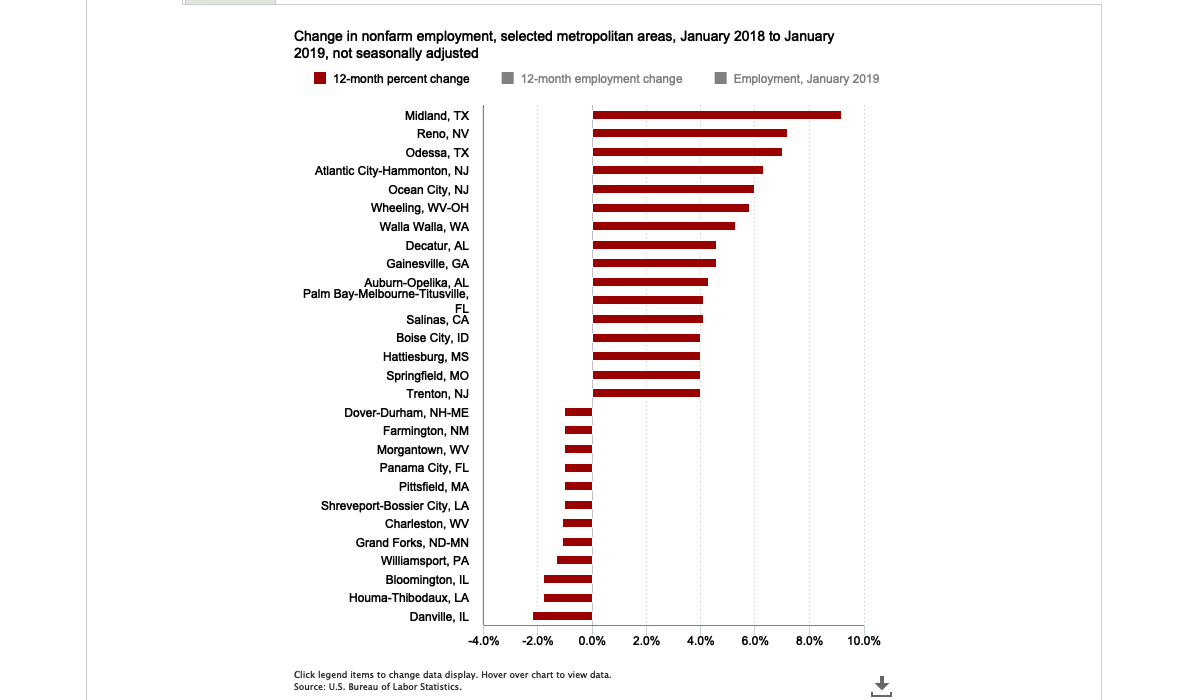 Change in nonfarm employment, selected metropolitan areas, January 2018 to January
2019, not seasonally adjusted
12-month percent change
12-month employment change
Employment, January 2019
Midland, TX
Reno, NV
Odessa, TX
Atlantic City-Hammonton, NJ
Ocean City, NJ
Wheeling, WV-OH
Walla Walla, WA
Decatur, AL
Gainesville, GA
Auburn-Opelika, AL
Palm Bay-Melbourne-Titusville,
FL
Salinas, CA
Boise City, ID
Hattiesburg, MS
Springfield, MO
Trenton, NJ
Dover-Durham, NH-ME
Farmington, NM
Morgantown, WV
Panama City, FL
Pittsfield, MA
Shreveport-Bossier City, LA
Charleston, WV
Grand Forks, ND-MN
Williamsport, PA
Bloomington, IL
Houma-Thibodaux, LA
Danville, IL
-4.0% -2.0% 0.0% 2.0% 4.0% 6.0% 8.0% 10.0%
Click legend items to change data display. Hover over chart to view data.
Source: U.S. Bureau of Labor Statistics.